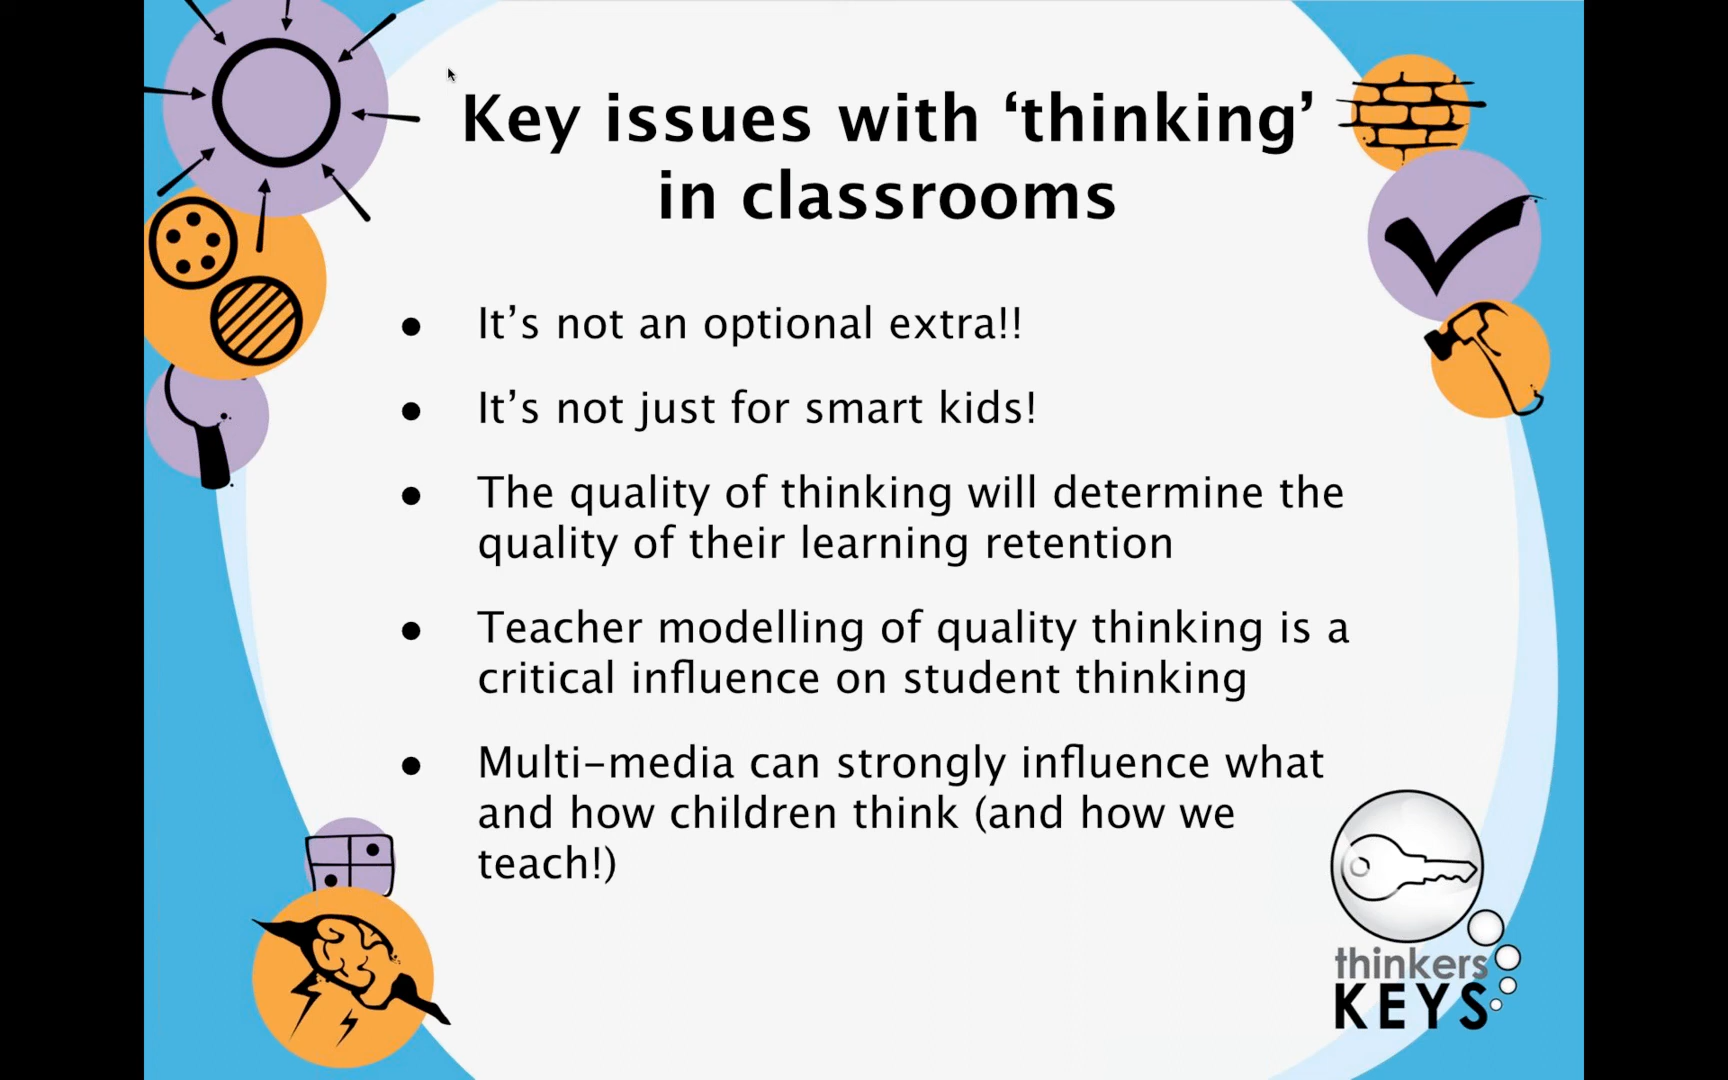 Key issues with ‘thinking’
in classrooms
● It’s not an optional extra!!
● It’s not just for smart kids!
● The quality of thinking will determine the
quality of their learning retention
● Teacher modelling of quality thinking is a
critical influence on student thinking
● Multi-media can strongly influence what
and how children think (and how we
teach!)
thinkers
KEYS